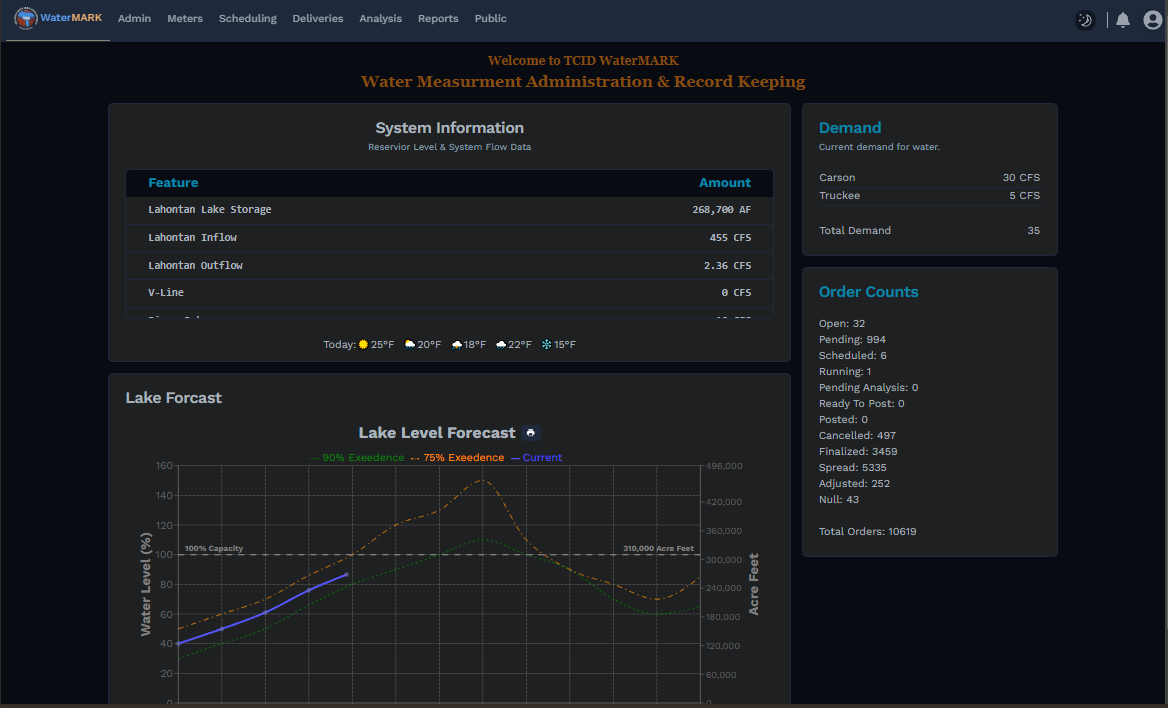 WaterMARK Admin Meters Scheduling Deliveries Analysis Reports Public
Welcome to TCID WaterMARK
Water Measurment Administration & Record Keeping
System Information
Reservior Level & System Flow Data
Feature Amount
Lahontan Lake Storage 268,700 AF
Lahontan Inflow 455 CFS
Lahontan Outflow 2.36 CFS
V-Line 0 CFS
Today: 25°F 20°F 18°F 22°F 15°F
Demand
Current demand for water.
Carson 30 CFS
Truckee 5 CFS
Total Demand 35
Order Counts
Open: 32
Pending: 994
Scheduled: 6
Running: 1
Pending Analysis: 0
Ready To Post: 0
Posted: 0
Cancelled: 497
Finalized: 3459
Spread: 5335
Adjusted: 252
Null: 43
Total Orders: 10619
Lake Forcast
Lake Level Forecast
90% Exeedence 75% Exeedence Current
160
140
120
100
80
60
40
20
0
Water Level (%)
100% Capacity
310,000 Acre Feet
496,000
420,000
360,000
300,000
240,000
180,000
120,000
60,000
0
Acre Feet